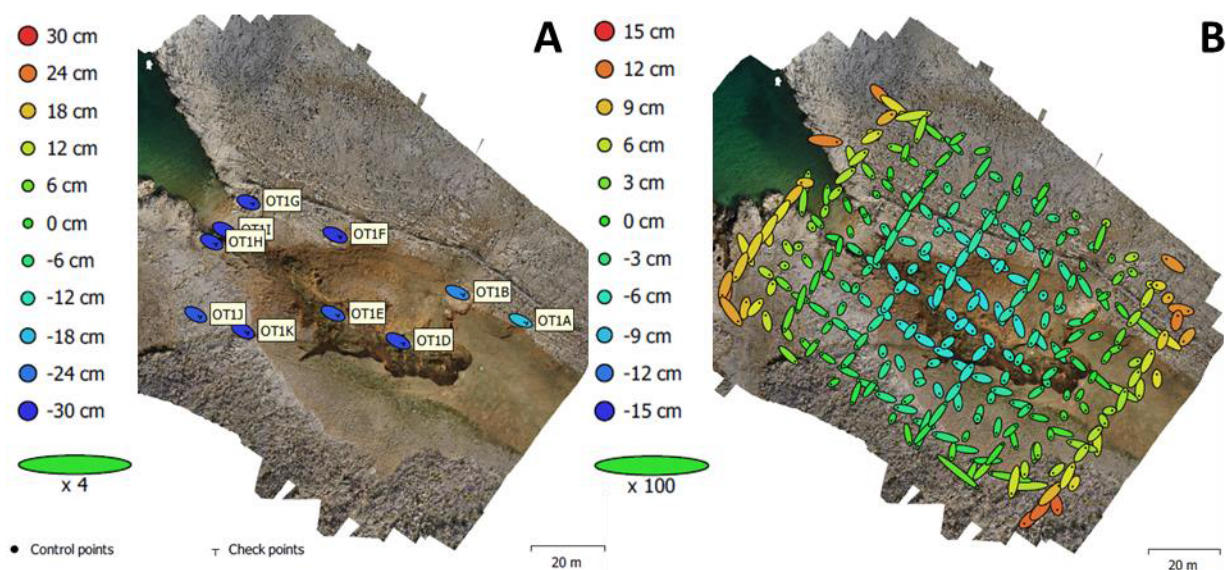 A
30 cm
24 cm
18 cm
12 cm
6 cm
0 cm
-6 cm
-12 cm
-18 cm
-24 cm
-30 cm
x 4
OT1G
OT1I
OT1H
OT1F
OT1B
OT1A
OT1J
OT1E
OT1K
OT1D
Control points
Check points
20 m
B
15 cm
12 cm
9 cm
6 cm
3 cm
0 cm
-3 cm
-6 cm
-9 cm
-12 cm
-15 cm
x 100
20 m